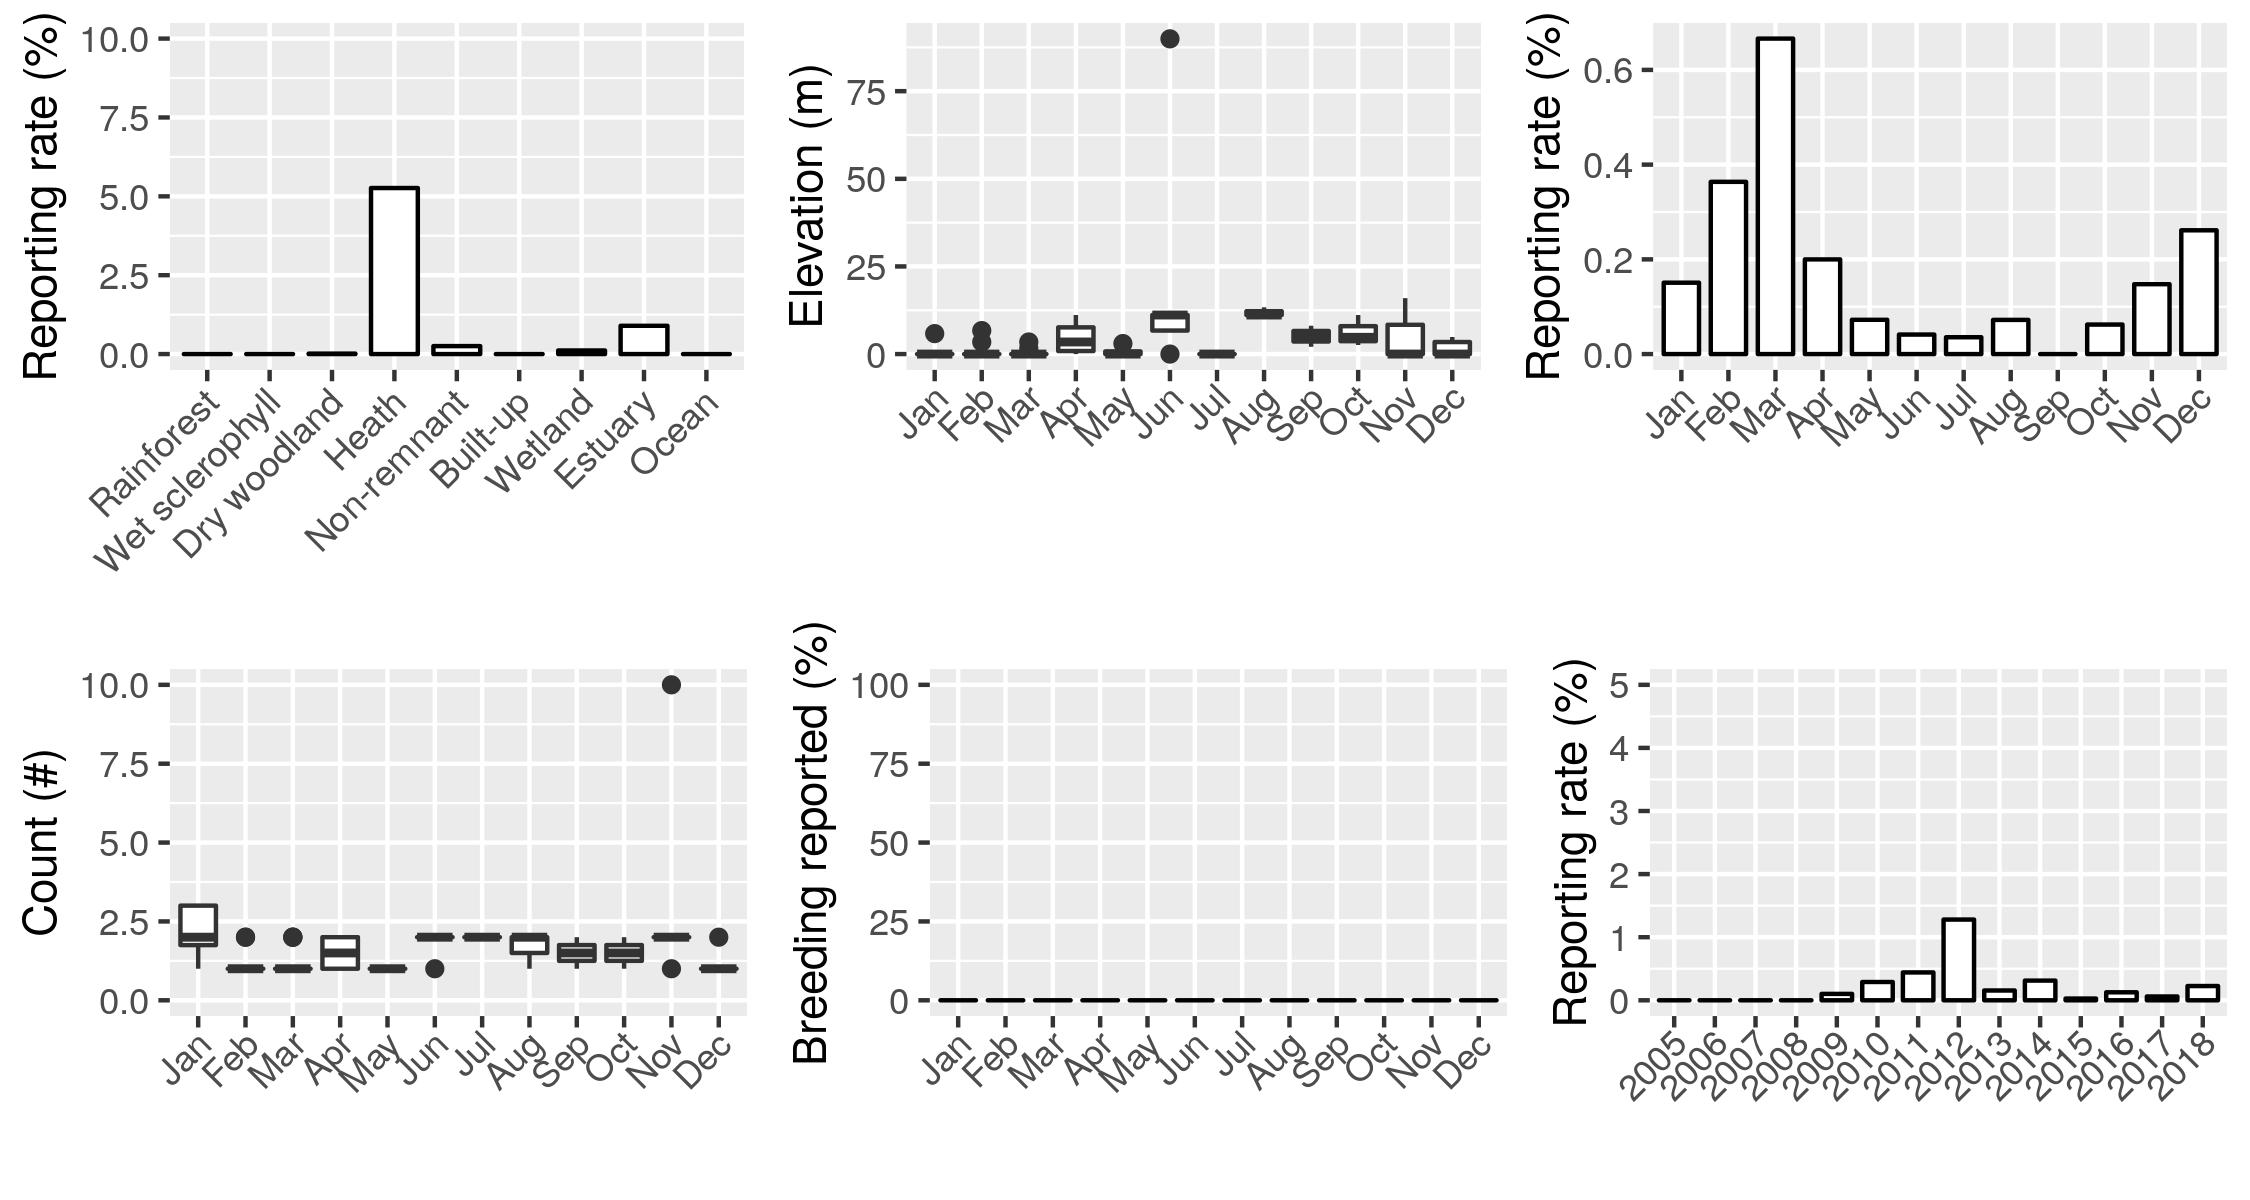 Reporting rate (%)
10.0
7.5
5.0
2.5
0.0
Rainforest
Wet sclerophyll
Dry woodland
Heath
Non-remnant
Built-up
Wetland
Estuary
Ocean
Elevation (m)
75
50
25
0
Jan
Feb
Mar
Apr
May
Jun
Jul
Aug
Sep
Oct
Nov
Dec
Reporting rate (%)
0.6
0.4
0.2
0.0
Jan
Feb
Mar
Apr
May
Jun
Jul
Aug
Sep
Oct
Nov
Dec
Count (#)
10.0
7.5
5.0
2.5
0.0
Jan
Feb
Mar
Apr
May
Jun
Jul
Aug
Sep
Oct
Nov
Dec
Breeding reported (%)
100
75
50
25
0
Jan
Feb
Mar
Apr
May
Jun
Jul
Aug
Sep
Oct
Nov
Dec
Reporting rate (%)
5
4
3
2
1
0
2005
2006
2007
2008
2009
2010
2011
2012
2013
2014
2015
2016
2017
2018